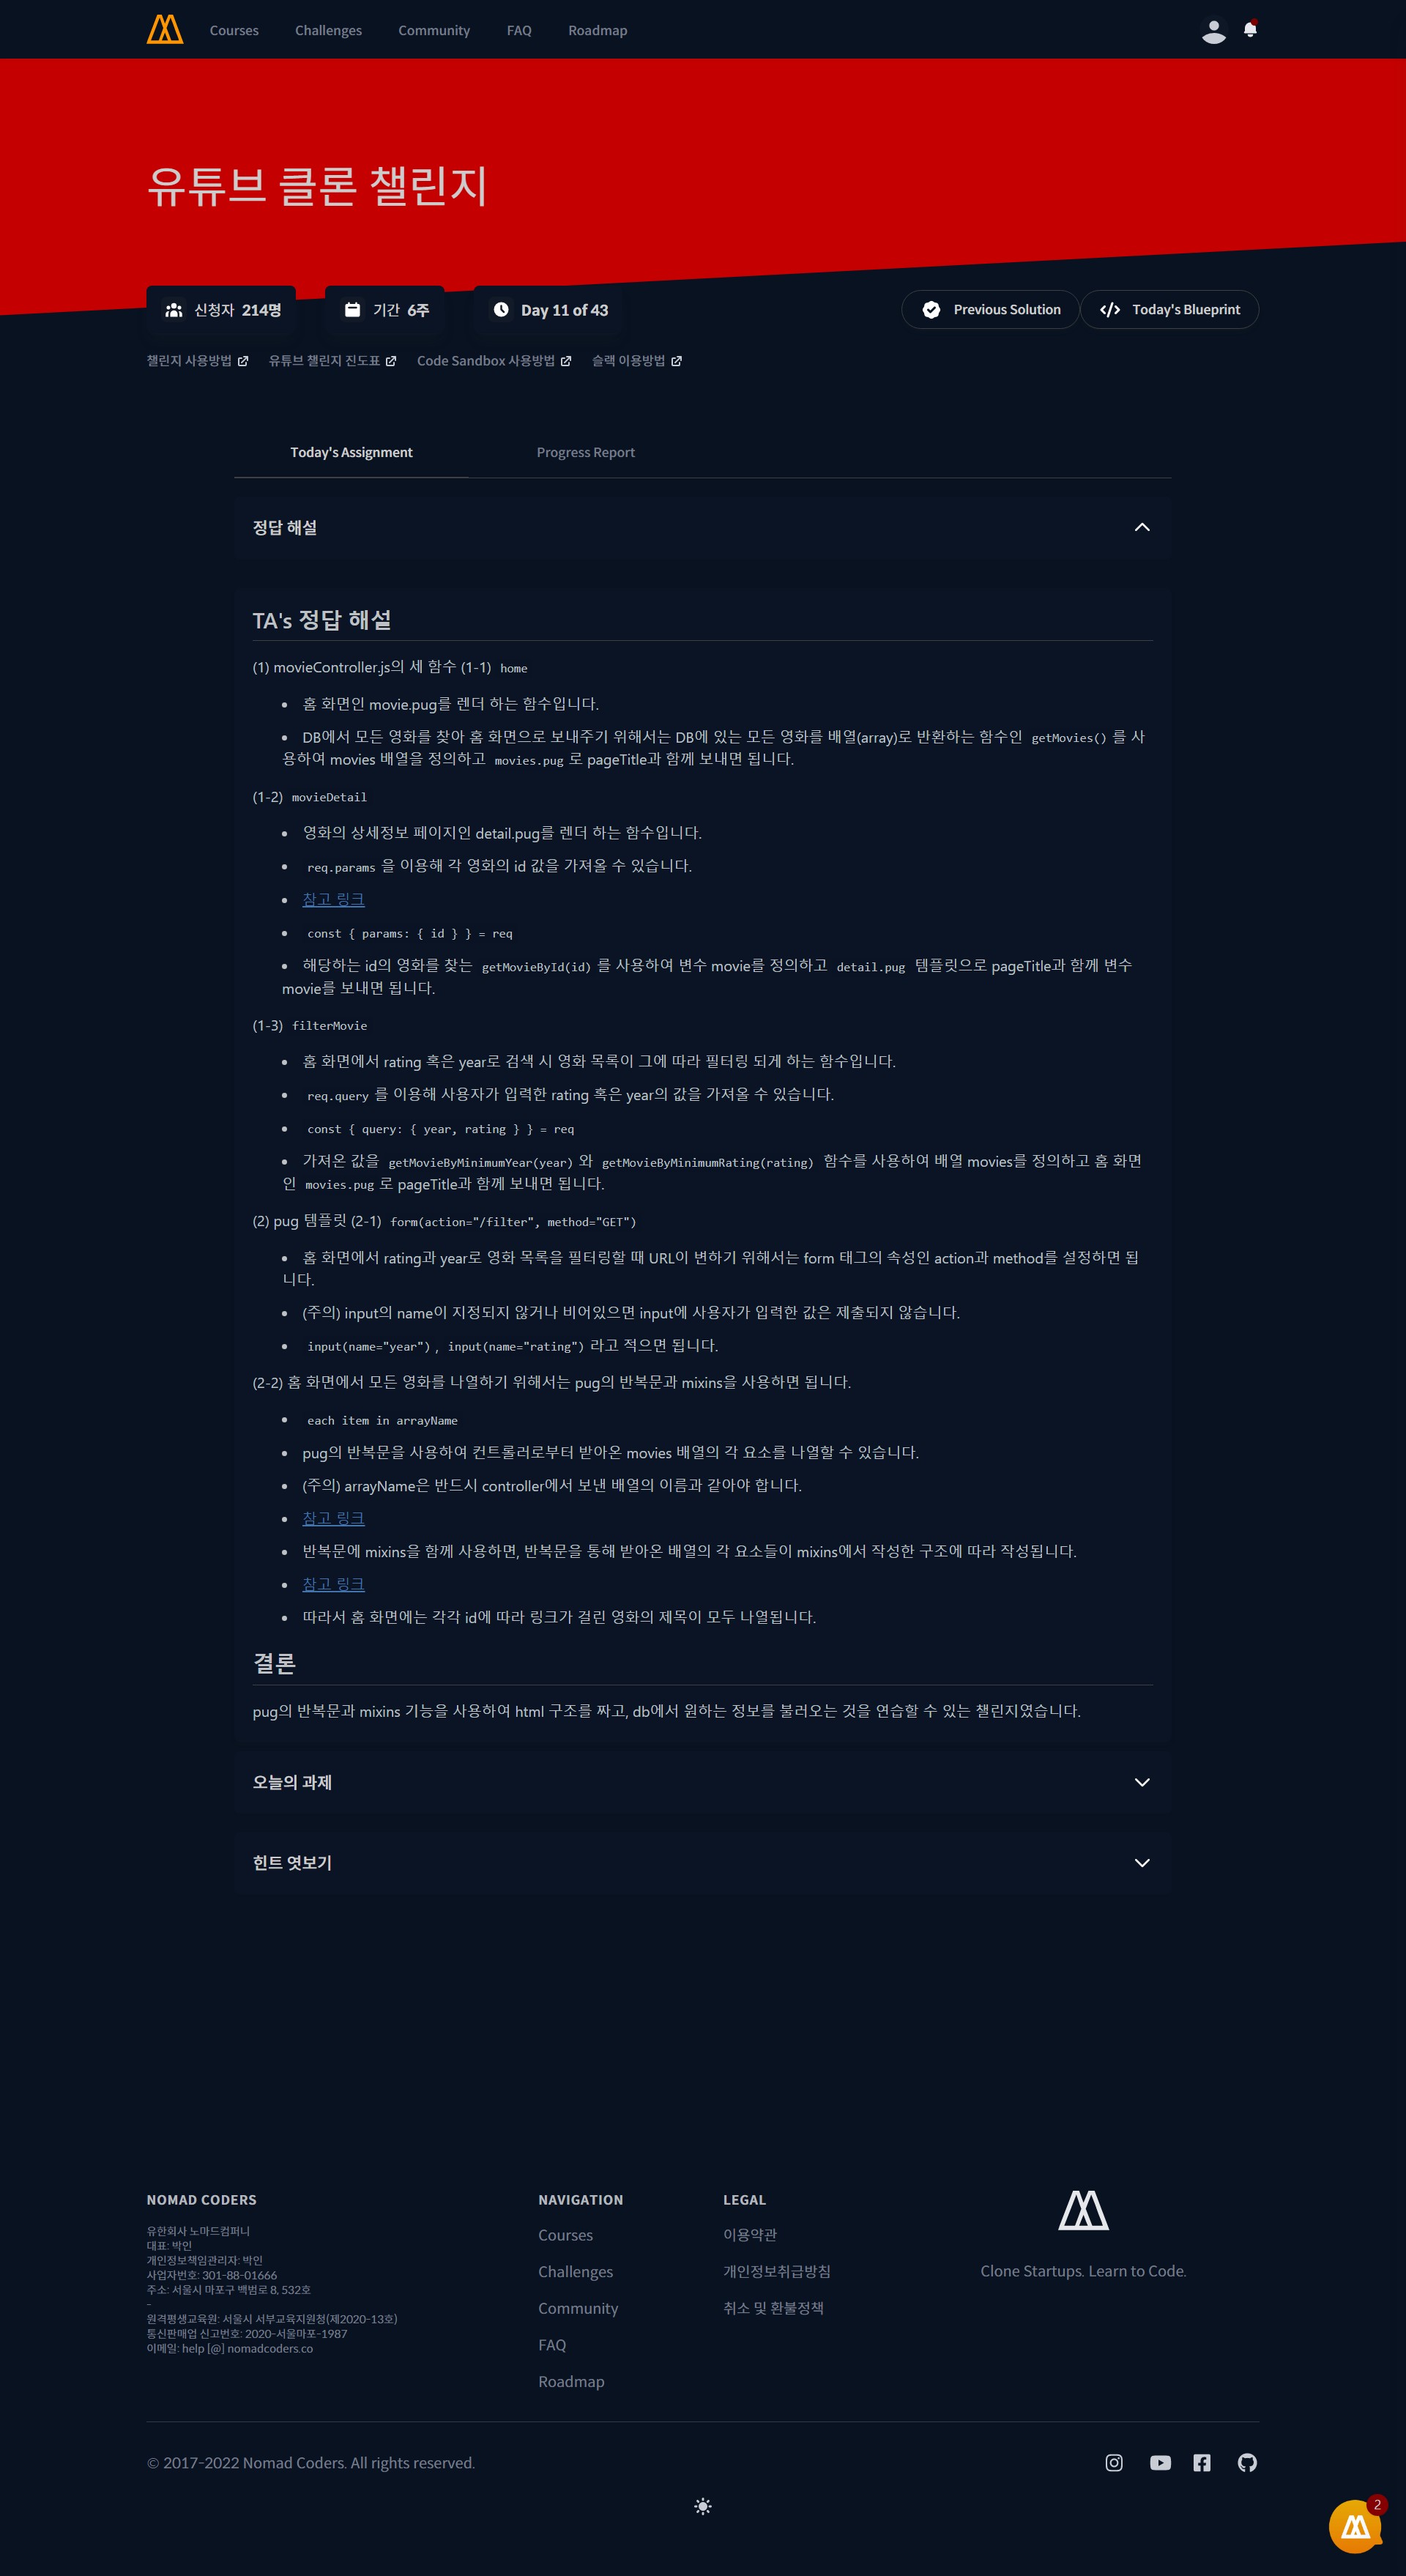 Courses Challenges Community FAQ Roadmap
유튜브 클론 챌린지
신청자 214명 기간 6주 Day 11 of 43 Previous Solution Today's Blueprint
챌린지 사용방법 유튜브 챌린지 진도표 Code Sandbox 사용방법 슬랙 이용방법
Today's Assignment Progress Report
정답 해설
TA's 정답 해설
(1) movieController.js의 세 함수 (1-1) home
홈 화면인 movie.pug를 렌더 하는 함수입니다.
DB에서 모든 영화를 찾아 홈 화면으로 보내주기 위해서는 DB에 있는 모든 영화를 배열(array)로 반환하는 함수인 getMovies() 를 사
용하여 movies 배열을 정의하고 movies.pug 로 pageTitle과 함께 보내면 됩니다.
(1-2) movieDetail
영화의 상세정보 페이지인 detail.pug를 렌더 하는 함수입니다.
req.params 을 이용해 각 영화의 id 값을 가져올 수 있습니다.
참고 링크
const { params: { id } } = req
해당하는 id의 영화를 찾는 getMovieById(id) 를 사용하여 변수 movie를 정의하고 detail.pug 템플릿으로 pageTitle과 함께 변수
movie를 보내면 됩니다.
(1-3) filterMovie
홈 화면에서 rating 혹은 year로 검색 시 영화 목록이 그에 따라 필터링 되게 하는 함수입니다.
req.query 를 이용해 사용자가 입력한 rating 혹은 year의 값을 가져올 수 있습니다.
const { query: { year, rating } } = req
가져온 값을 getMovieByMinimumYear(year) 와 getMovieByMinimumRating(rating) 함수를 사용하여 배열 movies를 정의하고 홈 화면
인 movies.pug 로 pageTitle과 함께 보내면 됩니다.
(2) pug 템플릿 (2-1) form(action="/filter", method="GET")
홈 화면에서 rating과 year로 영화 목록을 필터링할 때 URL이 변하기 위해서는 form 태그의 속성인 action과 method를 설정하면 됩
니다.
(주의) input의 name이 지정되지 않거나 비어있으면 input에 사용자가 입력한 값은 제출되지 않습니다.
input(name="year") , input(name="rating") 라고 적으면 됩니다.
(2-2) 홈 화면에서 모든 영화를 나열하기 위해서는 pug의 반복문과 mixins을 사용하면 됩니다.
each item in arrayName
pug의 반복문을 사용하여 컨트롤러로부터 받아온 movies 배열의 각 요소를 나열할 수 있습니다.
(주의) arrayName은 반드시 controller에서 보낸 배열의 이름과 같아야 합니다.
참고 링크
반복문에 mixins을 함께 사용하면, 반복문을 통해 받아온 배열의 각 요소들이 mixins에서 작성한 구조에 따라 작성됩니다.
참고 링크
따라서 홈 화면에는 각각 id에 따라 링크가 걸린 영화의 제목이 모두 나열됩니다.
결론
pug의 반복문과 mixins 기능을 사용하여 html 구조를 짜고, db에서 원하는 정보를 불러오는 것을 연습할 수 있는 챌린지였습니다.
오늘의 과제
힌트 엿보기
NOMAD CODERS
유한회사 노마드컴퍼니
대표: 박인
개인정보책임관리자: 박인
사업자번호: 301-88-01666
주소: 서울시 마포구 백범로 8, 532호
-
원격평생교육원: 서울시 서부교육지원청(제2020-13호)
통신판매업 신고번호: 2020-서울마포-1987
이메일: help [@] nomadcoders.co
NAVIGATION
Courses
Challenges
Community
FAQ
Roadmap
LEGAL
이용약관
개인정보취급방침
취소 및 환불정책
Clone Startups. Learn to Code.
© 2017-2022 Nomad Coders. All rights reserved.
2